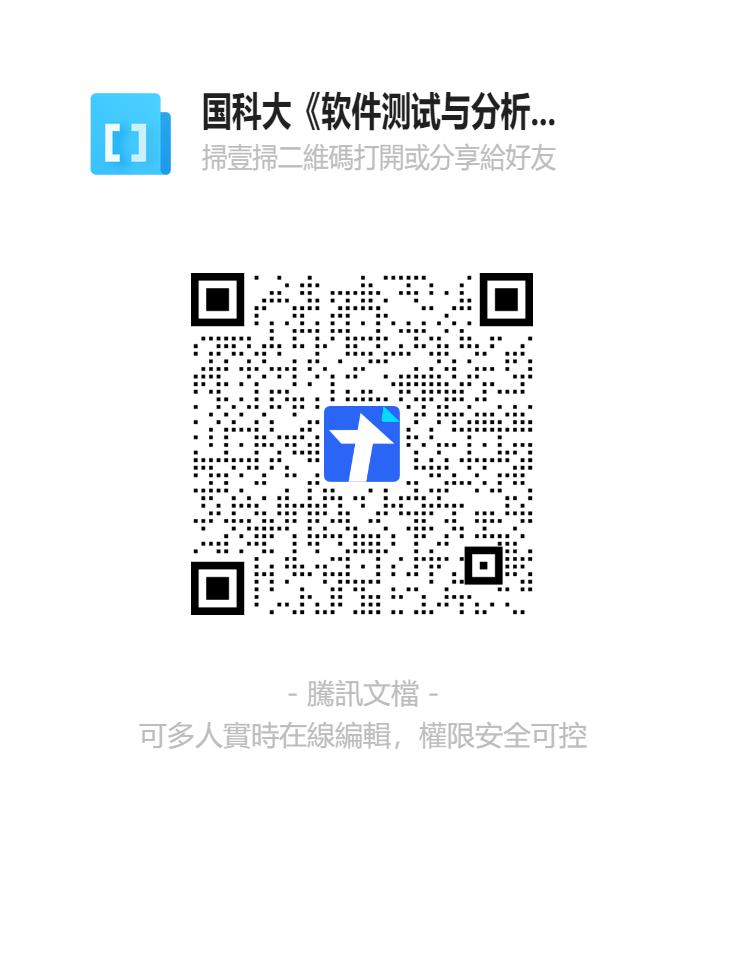 国科大《软件测试与分析...
掃壹掃二維碼打開或分享給好友
- 騰訊文檔 -
可多人實時在線編輯，權限安全可控